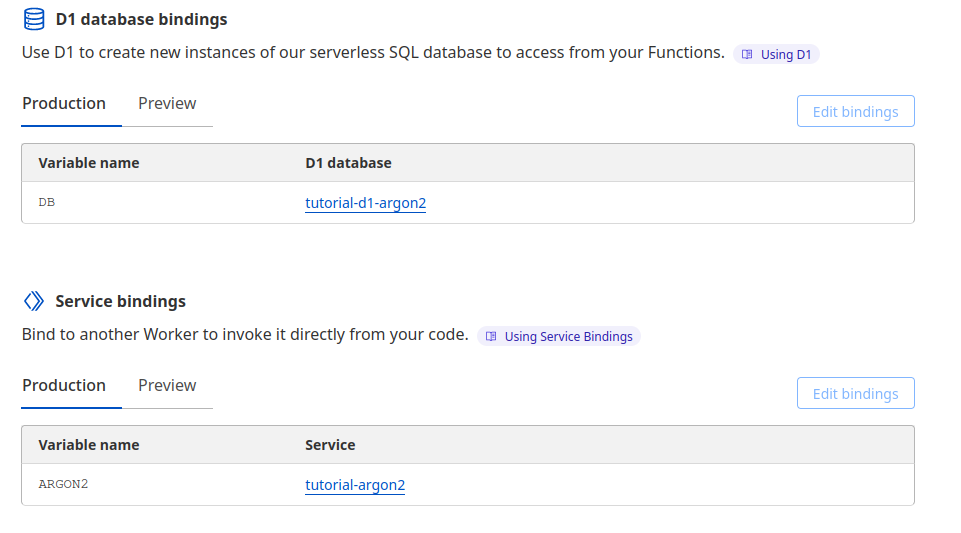 D1 database bindings
Use D1 to create new instances of our serverless SQL database to access from your Functions. Using D1
Production Preview Edit bindings
Variable name D1 database
DB tutorial-d1-argon2
Service bindings
Bind to another Worker to invoke it directly from your code. Using Service Bindings
Production Preview Edit bindings
Variable name Service
ARGON2 tutorial-argon2